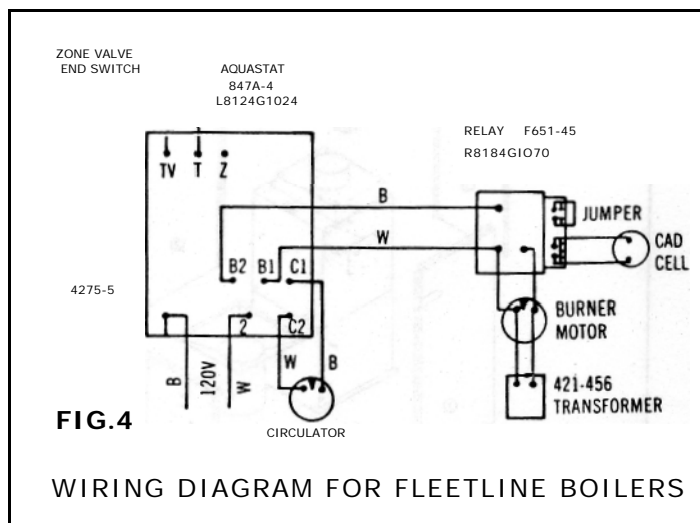 ZONE VALVE
END SWITCH
AQUASTAT
847A-4
L8124G1024
RELAY F651-45
R8184GIO70
TV T Z
B
JUMPER
W
CAD
CELL
B2 B1 C1
4275-5
BURNER
MOTOR
2 C2
B 120V W W B
421-456
TRANSFORMER
FIG.4
CIRCULATOR
WIRING DIAGRAM FOR FLEETLINE BOILERS